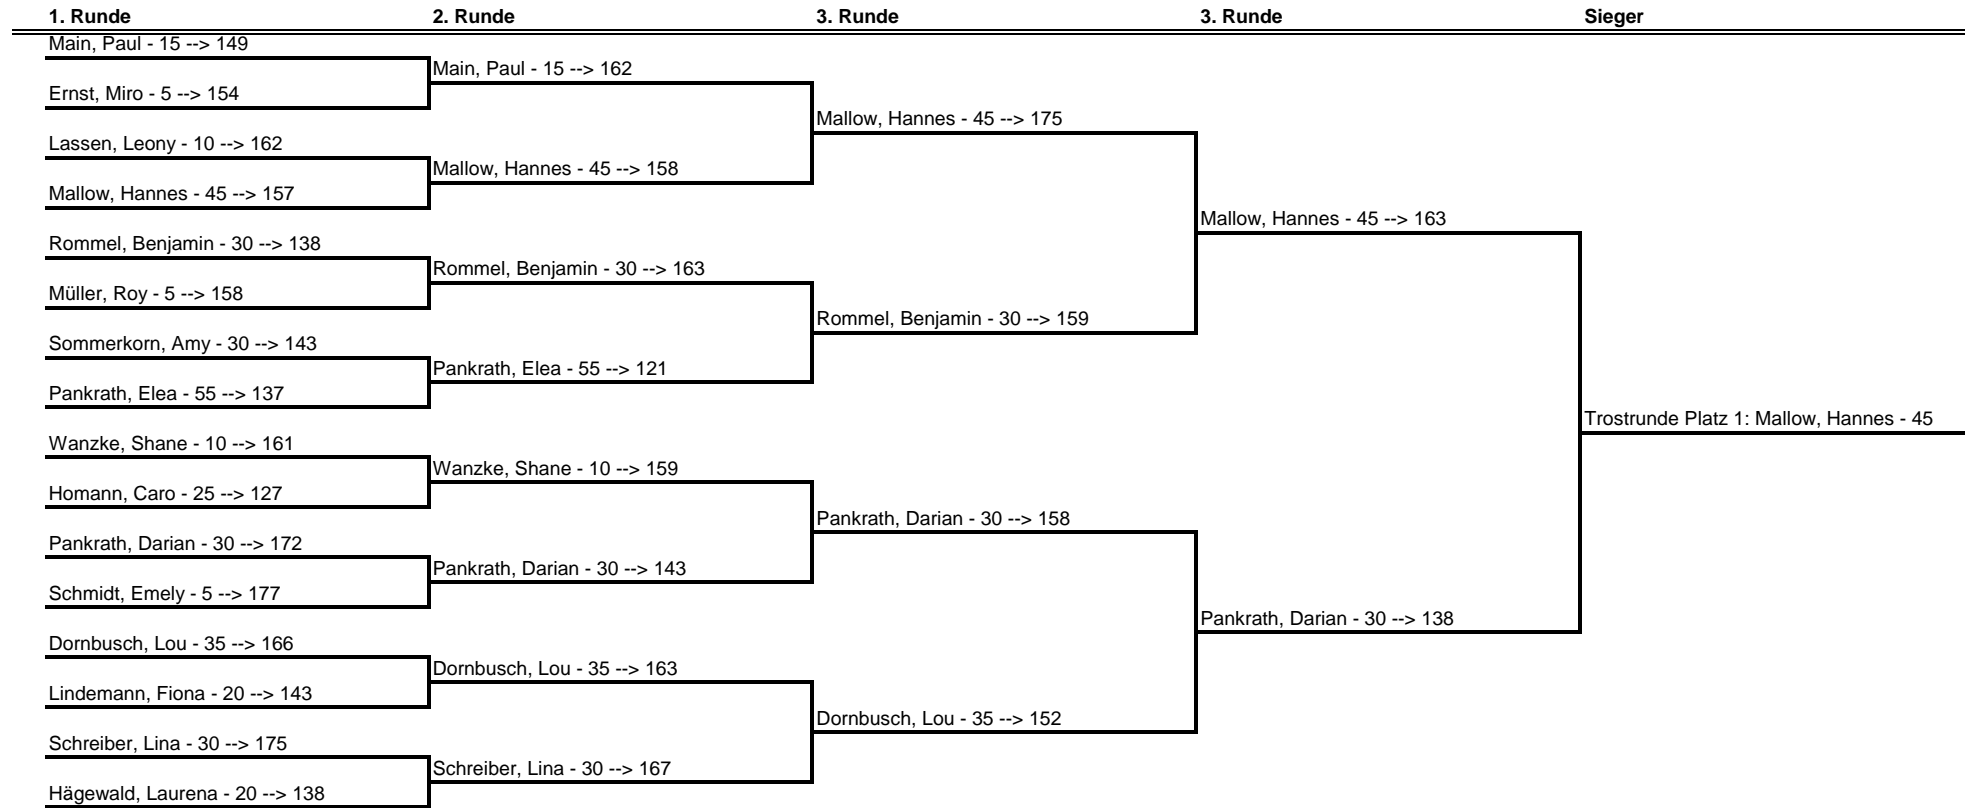 1. Runde 2. Runde 3. Runde 3. Runde Sieger
Main, Paul - 15 --> 149
Main, Paul - 15 --> 162
Ernst, Miro - 5 --> 154
Mallow, Hannes - 45 --> 175
Lassen, Leony - 10 --> 162
Mallow, Hannes - 45 --> 158
Mallow, Hannes - 45 --> 157
Mallow, Hannes - 45 --> 163
Rommel, Benjamin - 30 --> 138
Rommel, Benjamin - 30 --> 163
Müller, Roy - 5 --> 158
Rommel, Benjamin - 30 --> 159
Sommerkorn, Amy - 30 --> 143
Pankrath, Elea - 55 --> 121
Pankrath, Elea - 55 --> 137
Trostrunde Platz 1: Mallow, Hannes - 45
Wanzke, Shane - 10 --> 161
Wanzke, Shane - 10 --> 159
Homann, Caro - 25 --> 127
Pankrath, Darian - 30 --> 158
Pankrath, Darian - 30 --> 172
Pankrath, Darian - 30 --> 143
Schmidt, Emely - 5 --> 177
Pankrath, Darian - 30 --> 138
Dornbusch, Lou - 35 --> 166
Dornbusch, Lou - 35 --> 163
Lindemann, Fiona - 20 --> 143
Dornbusch, Lou - 35 --> 152
Schreiber, Lina - 30 --> 175
Schreiber, Lina - 30 --> 167
Hägewald, Laurena - 20 --> 138